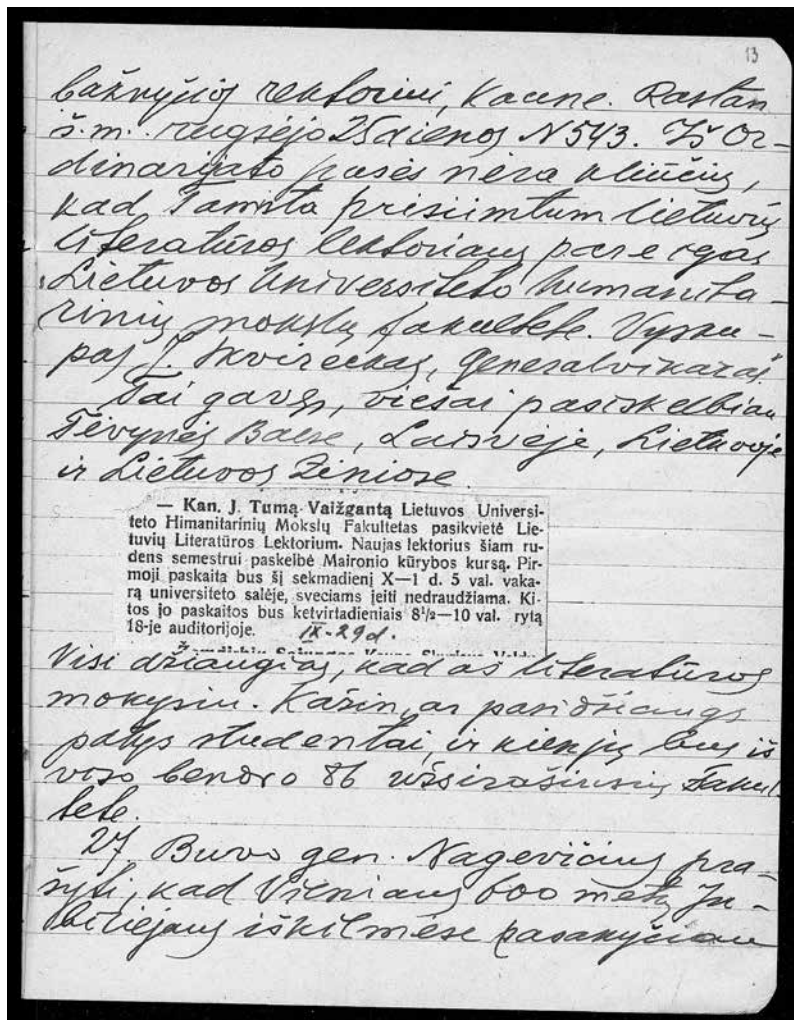 13
bažnyčios rektoriui, Kaune. Raštan
š.m. rugsėjo 25 dienos N 543. Iš Or-
dinarijato pusės nėra kliūčių,
kad Tamsta prisiimtum lietuvių
literatūros lektoriaus pareigas
Lietuvos Universiteto humanita-
rinių mokslų fakultete. Vysku-
pas J. Skvireckas, generalvikaras."
Tai gavęs, viešai pasiskelbiau
Tėvynės Balse, Laisvėje, Lietuvoje
ir Lietuvos Žiniose.
— Kan. J. Tumą Vaižgantą Lietuvos Universi-
teto Himanitarinių Mokslų Fakultetas pasikvietė Lie-
tuvių Literatūros Lektorium. Naujas lektorius šiam ru-
dens semestrui paskelbė Maironio kūrybos kursą. Pir-
moji paskaita bus šį sekmadienį X—1 d. 5 val. vaka-
rą universiteto salėje, sveciams įeiti nedraudžiama. Ki-
tos jo paskaitos bus ketvirtadieniais 8½—10 val. rytą
18-je auditorijoje. IX-29 d.
Visi džiaugias, kad aš literatūros
mokysiu. Kažin, ar pasidžiaugs
patys studentai, ir kiek jų bus iš
viso bendro 86 užsirašiusių Fakul-
tete.
27 Buvo gen. Nagevičius pra-
šyti, kad Vilniaus 600 metų Ju-
biliejaus iškilmėse pasakyčiau